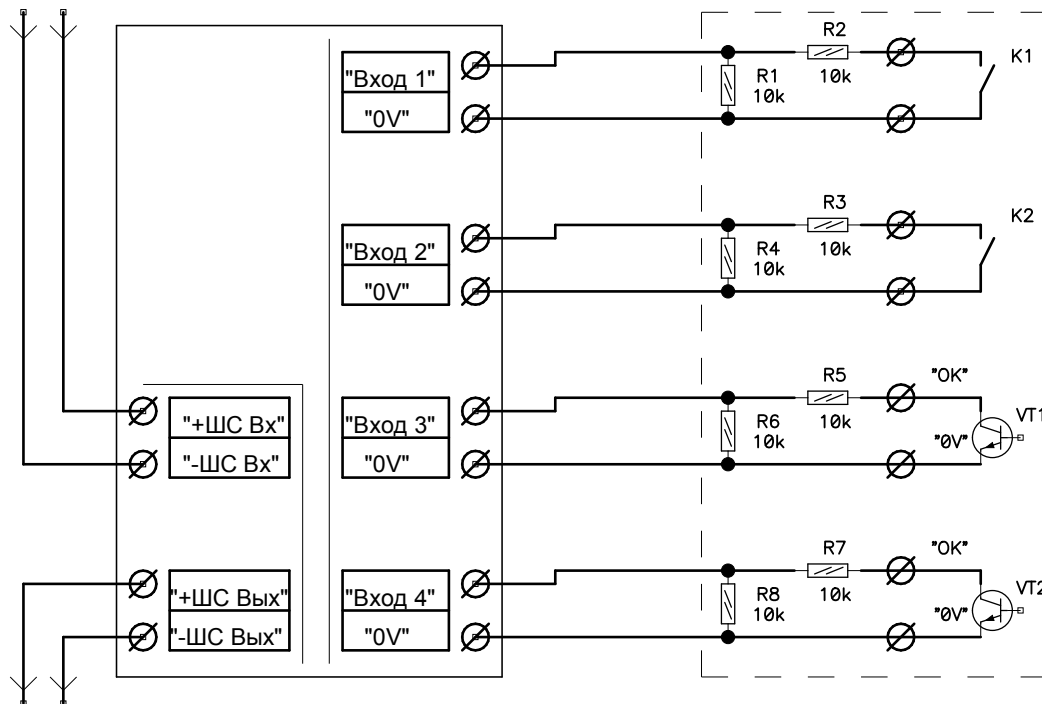 "Вход 1"
"0V"
R1
10k
R2
10k
K1
"Вход 2"
"0V"
R4
10k
R3
10k
K2
"+ШС Вх"
"-ШС Вх"
"Вход 3"
"0V"
R6
10k
R5
10k
"OK"
"0V"
VT1
"+ШС Вых"
"-ШС Вых"
"Вход 4"
"0V"
R8
10k
R7
10k
"OK"
"0V"
VT2